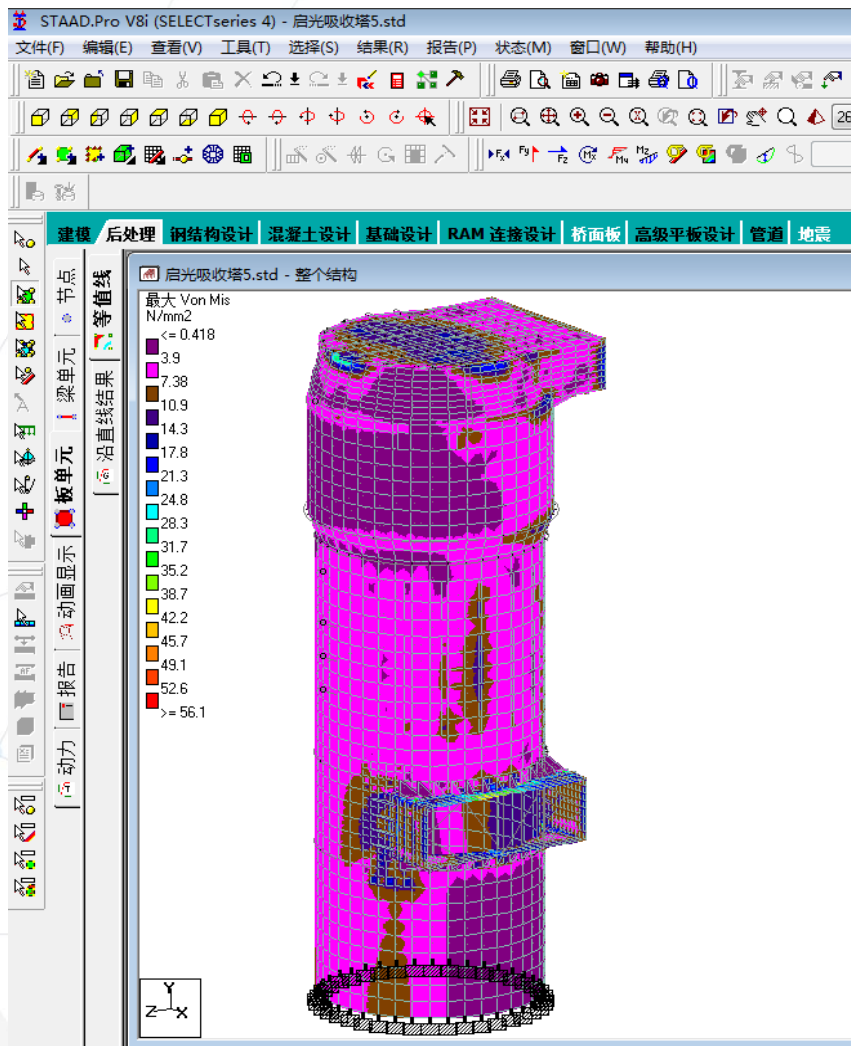 STAAD.Pro V8i (SELECTseries 4) - 启光吸收塔5.std
文件(F) 编辑(E) 查看(V) 工具(T) 选择(S) 结果(R) 报告(P) 状态(M) 窗口(W) 帮助(H)
26
Fx Fy Fz Mx My Mz
建模 后处理 钢结构设计 混凝土设计 基础设计 RAM 连接设计 桥面板 高级平板设计 管道 地震
节点
梁单元
板单元
动画显示
报告
动力
等值线
沿直线结果
启光吸收塔5.std - 整个结构
最大 Von Mis
N/mm2
<= 0.418
3.9
7.38
10.9
14.3
17.8
21.3
24.8
28.3
31.7
35.2
38.7
42.2
45.7
49.1
52.6
>= 56.1
Y
Z X